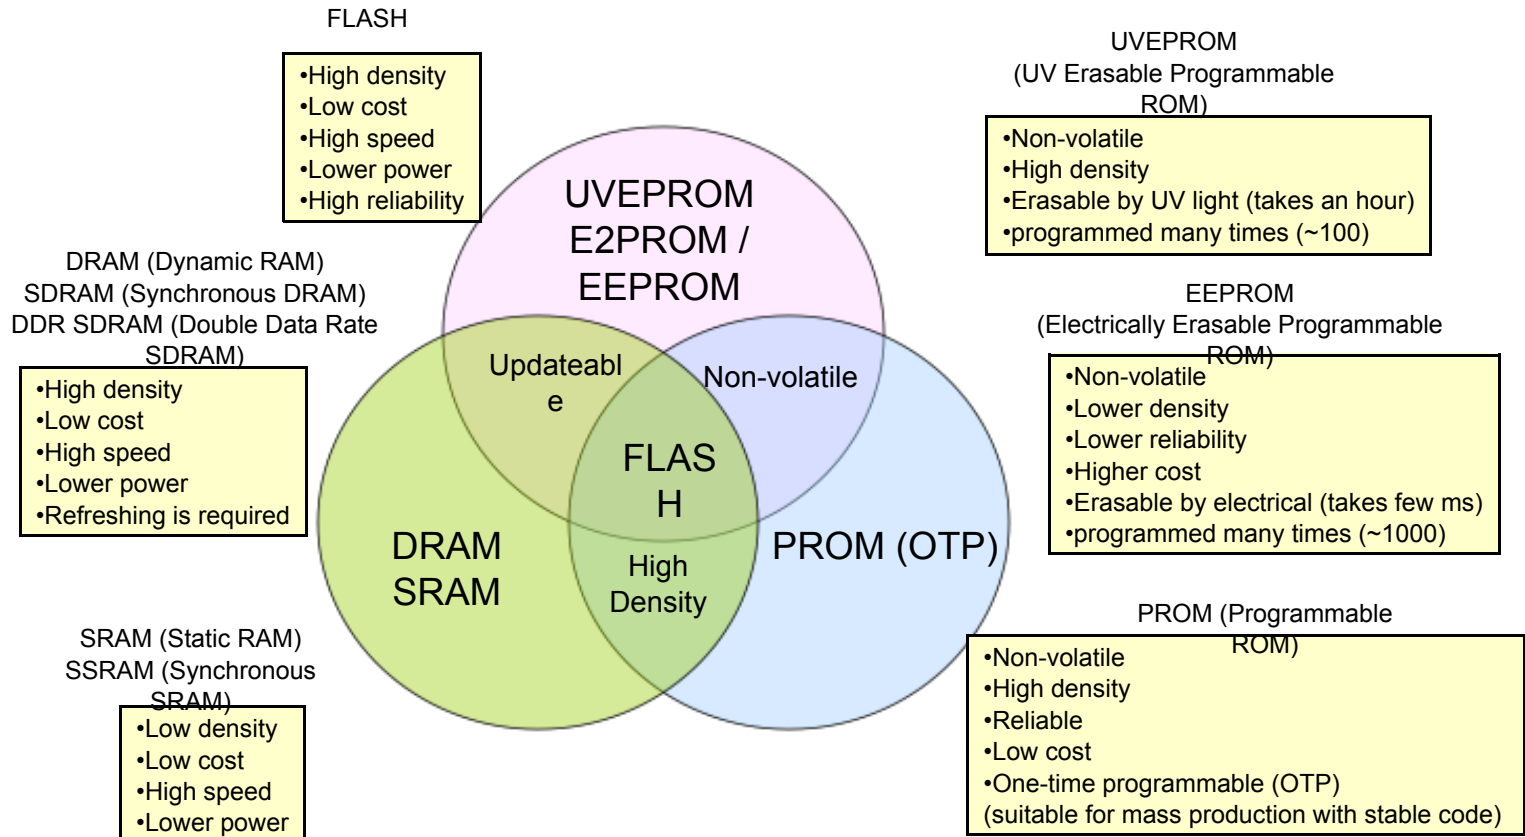 FLASH
•High density
•Low cost
•High speed
•Lower power
•High reliability
DRAM (Dynamic RAM)
SDRAM (Synchronous DRAM)
DDR SDRAM (Double Data Rate
SDRAM)
•High density
•Low cost
•High speed
•Lower power
•Refreshing is required
SRAM (Static RAM)
SSRAM (Synchronous
SRAM)
•Low density
•Low cost
•High speed
•Lower power
UVEPROM
E2PROM /
EEPROM
Updateabl
e
Non-volatile
FLAS
H
DRAM
SRAM
High
Density
PROM (OTP)
UVEPROM
(UV Erasable Programmable
ROM)
•Non-volatile
•High density
•Erasable by UV light (takes an hour)
•programmed many times (~100)
EEPROM
(Electrically Erasable Programmable
ROM)
•Non-volatile
•Lower density
•Lower reliability
•Higher cost
•Erasable by electrical (takes few ms)
•programmed many times (~1000)
PROM (Programmable
ROM)
•Non-volatile
•High density
•Reliable
•Low cost
•One-time programmable (OTP)
(suitable for mass production with stable code)